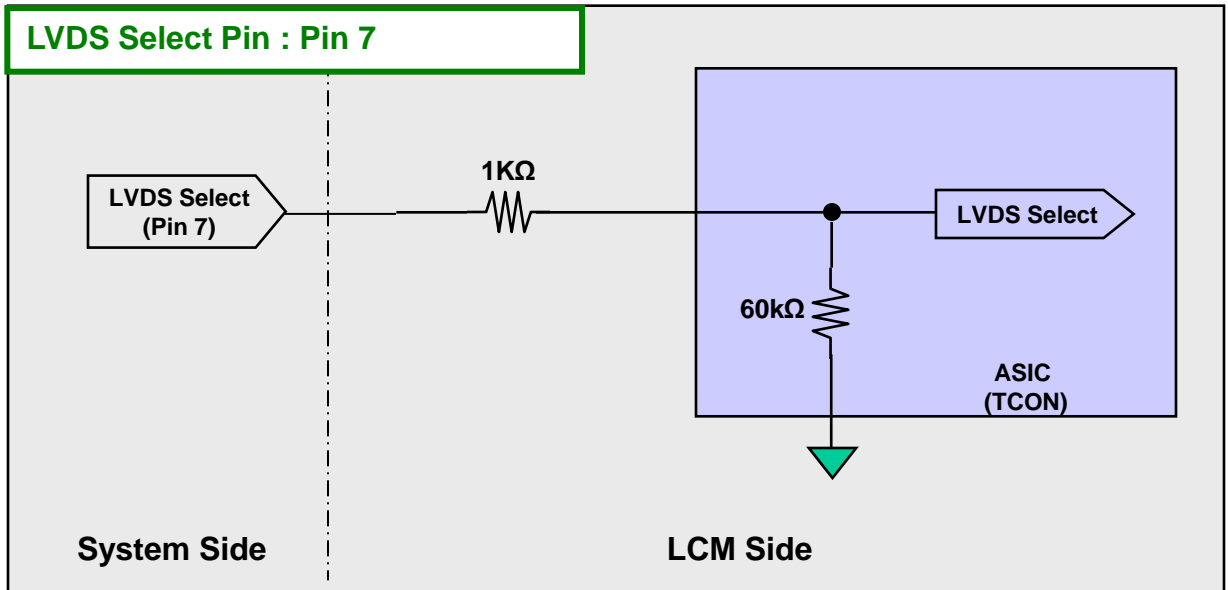 LVDS Select Pin : Pin 7
1KΩ
LVDS Select
(Pin 7)
LVDS Select
60kΩ
ASIC
(TCON)
System Side
LCM Side